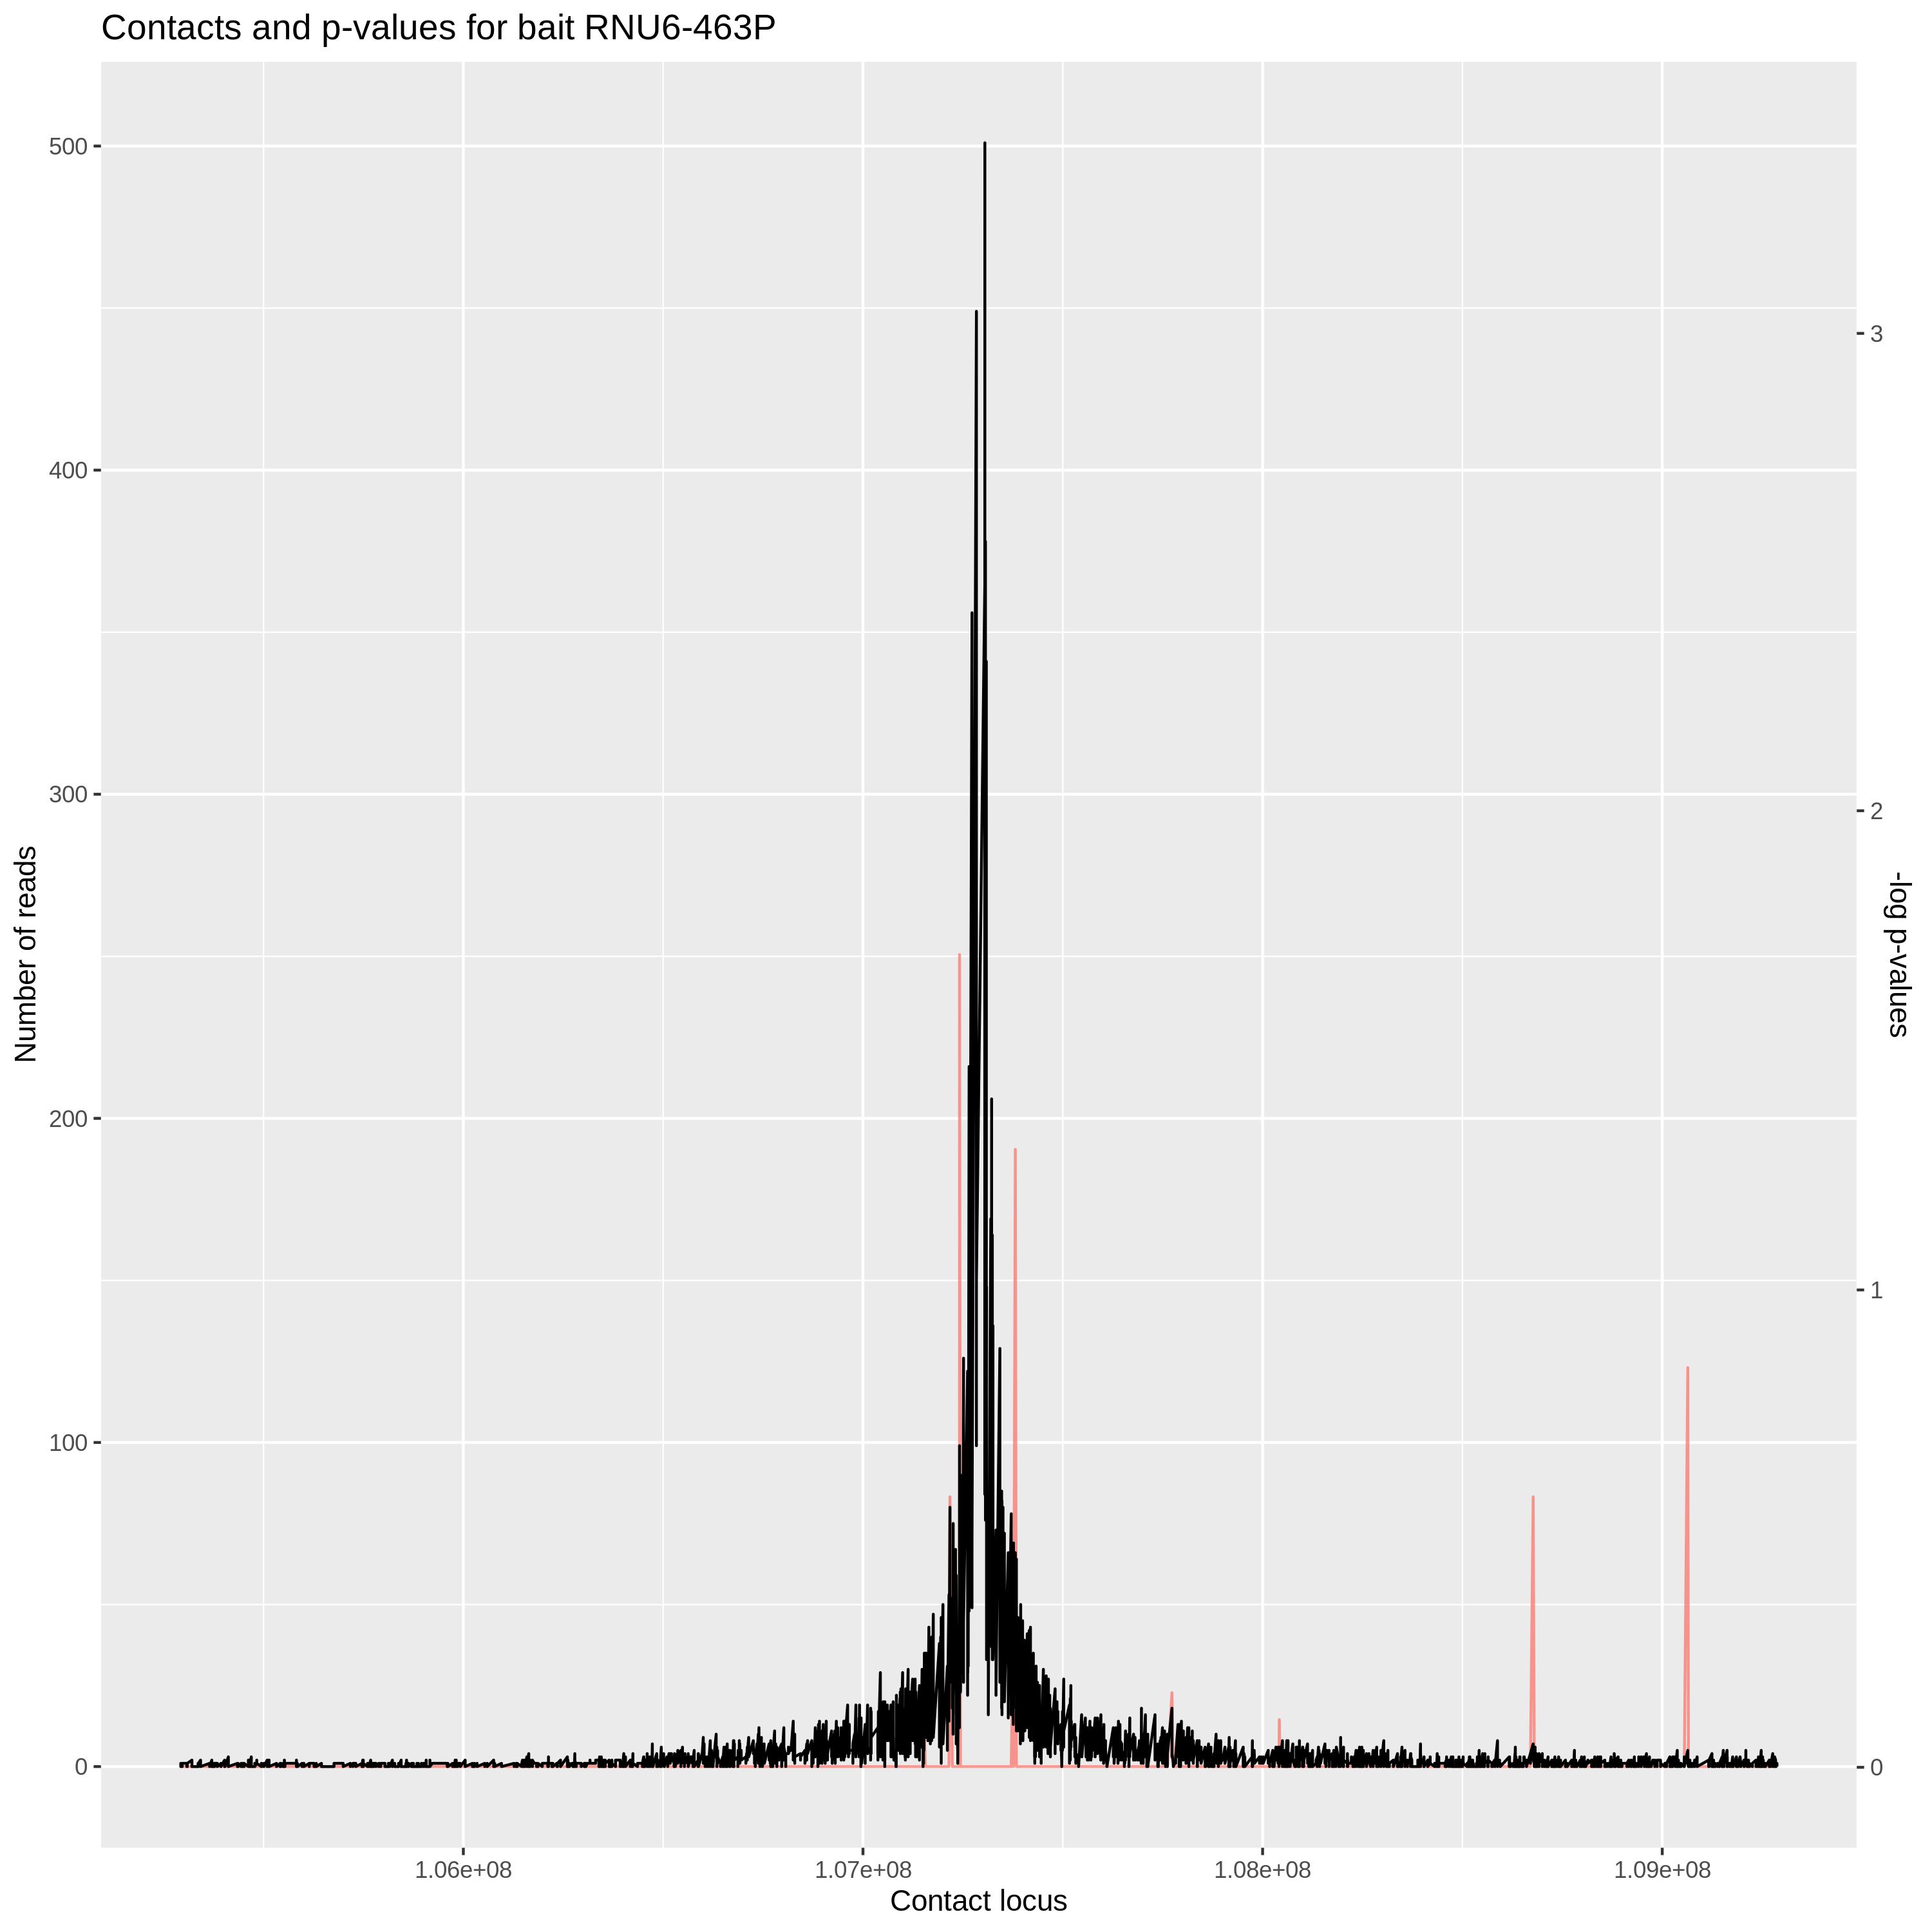 Contacts and p-values for bait RNU6-463P
500
400
300
200
100
0
Number of reads
3
2
1
0
-log p-values
1.06e+08 1.07e+08 1.08e+08 1.09e+08
Contact locus